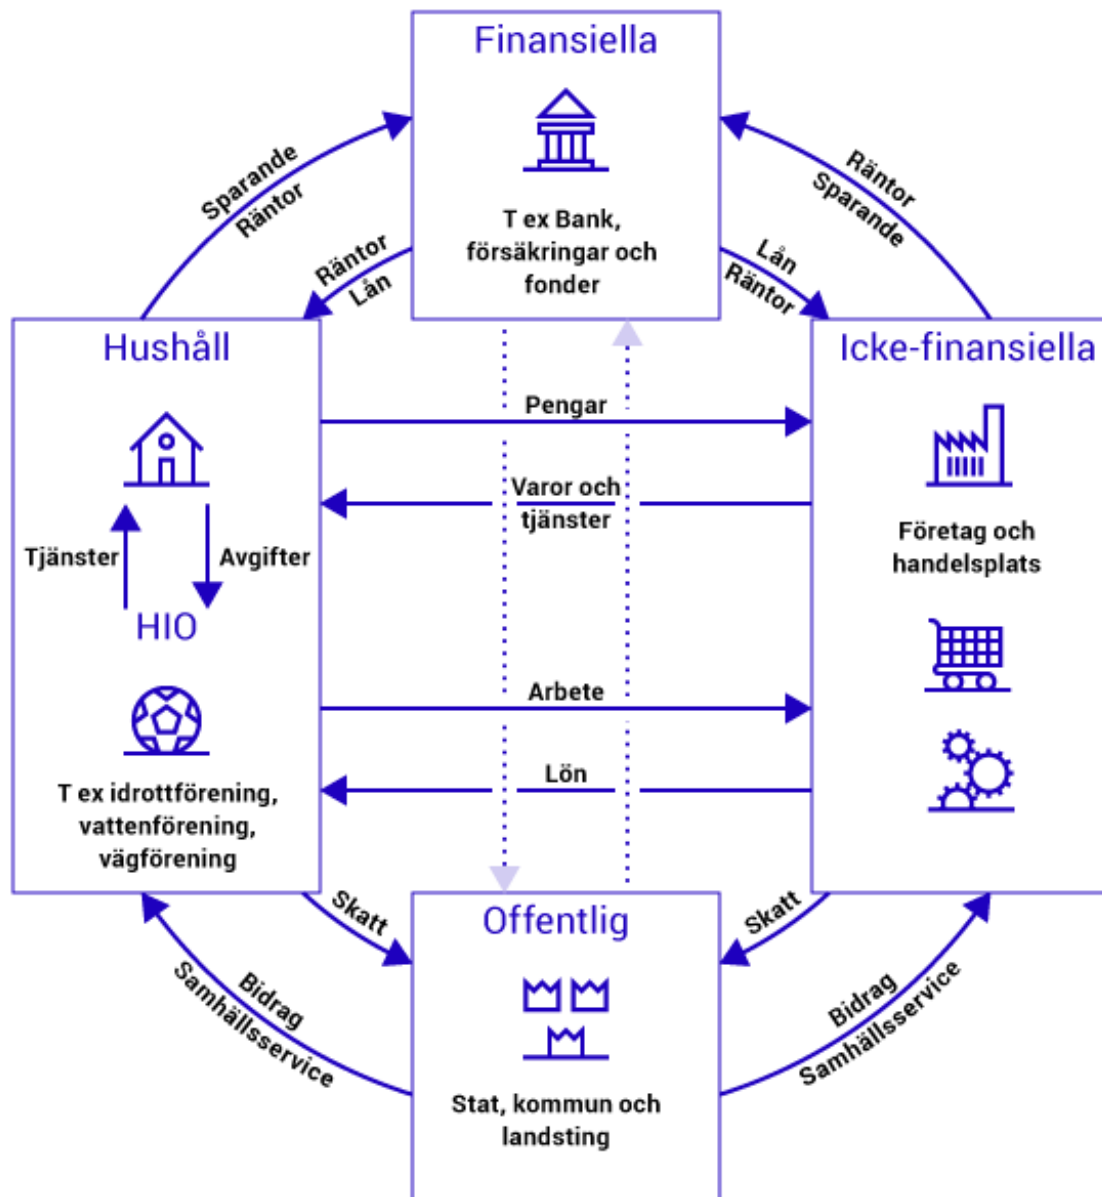 Finansiella
T ex Bank,
försäkringar och
fonder
Sparande
Räntor
Räntor
Lån
Räntor
Sparande
Lån
Räntor
Hushåll
Tjänster
Avgifter
HIO
T ex idrottförening,
vattenförening,
vägförening
Pengar
Varor och
tjänster
Arbete
Lön
Icke-finansiella
Företag och
handelsplats
Skatt
Bidrag
Samhällsservice
Skatt
Bidrag
Samhällsservice
Offentlig
Stat, kommun och
landsting